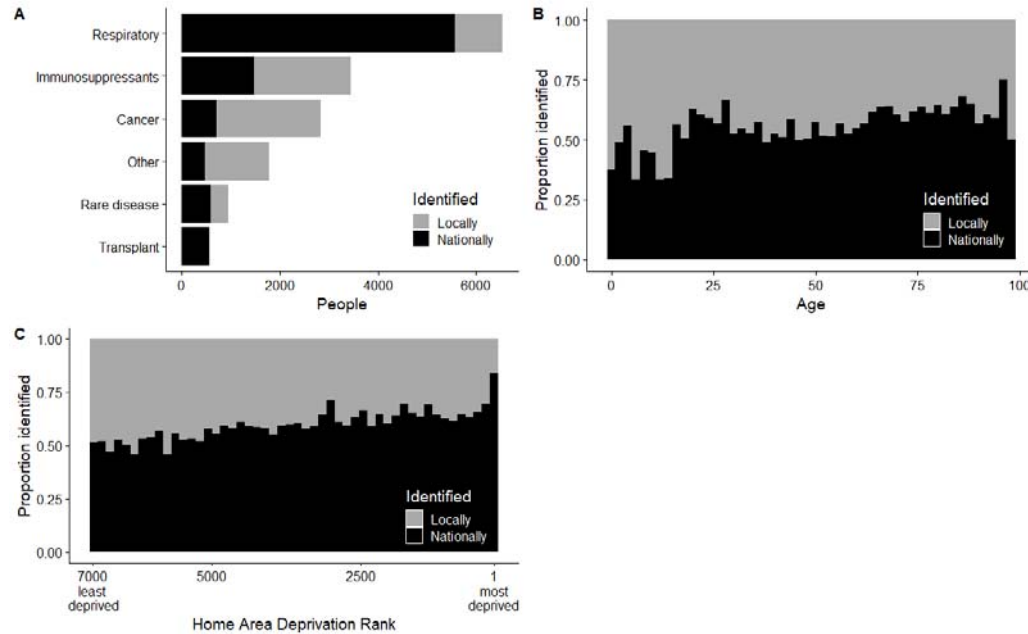 A
Respiratory
Immunosuppressants
Cancer
Other
Rare disease
Transplant
Identified
Locally
Nationally
0 2000 4000 6000
People
B
Proportion identified
1.00
0.75
0.50
0.25
0.00
Identified
Locally
Nationally
0 25 50 75 100
Age
C
Proportion identified
1.00
0.75
0.50
0.25
0.00
Identified
Locally
Nationally
7000 5000 2500 1
least most
deprived deprived
Home Area Deprivation Rank